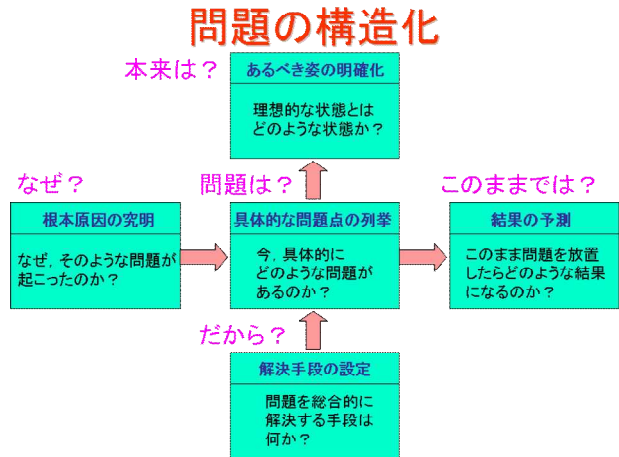 問題の構造化
本来は？
あるべき姿の明確化
理想的な状態とは
どのような状態か？
なぜ？
問題は？
このままでは？
根本原因の究明
なぜ，そのような問題が
起こったのか？
具体的な問題点の列挙
今，具体的に
どのような問題が
あるのか？
結果の予測
このまま問題を放置
したらどのような結果
になるのか？
だから？
解決手段の設定
問題を総合的に
解決する手段は
何か？